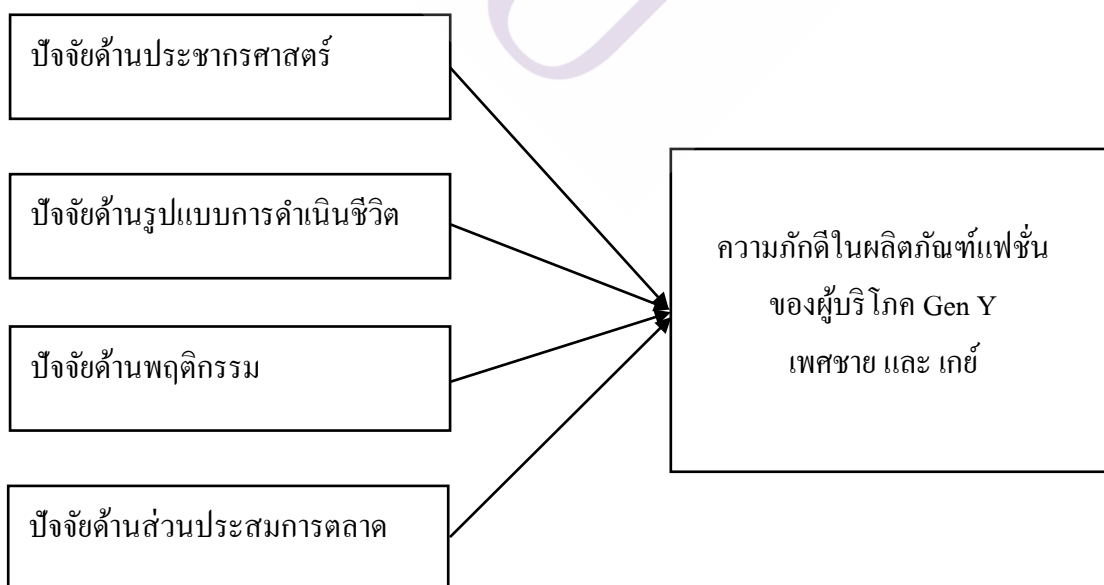 ปัจจัยด้านประชากรศาสตร์
ปัจจัยด้านรูปแบบการดำเนินชีวิต
ปัจจัยด้านพฤติกรรม
ปัจจัยด้านส่วนประสมการตลาด
ความภักดีในผลิตภัณฑ์แฟชั่น
ของผู้บริโภค Gen Y
เพศชาย และ เกย์